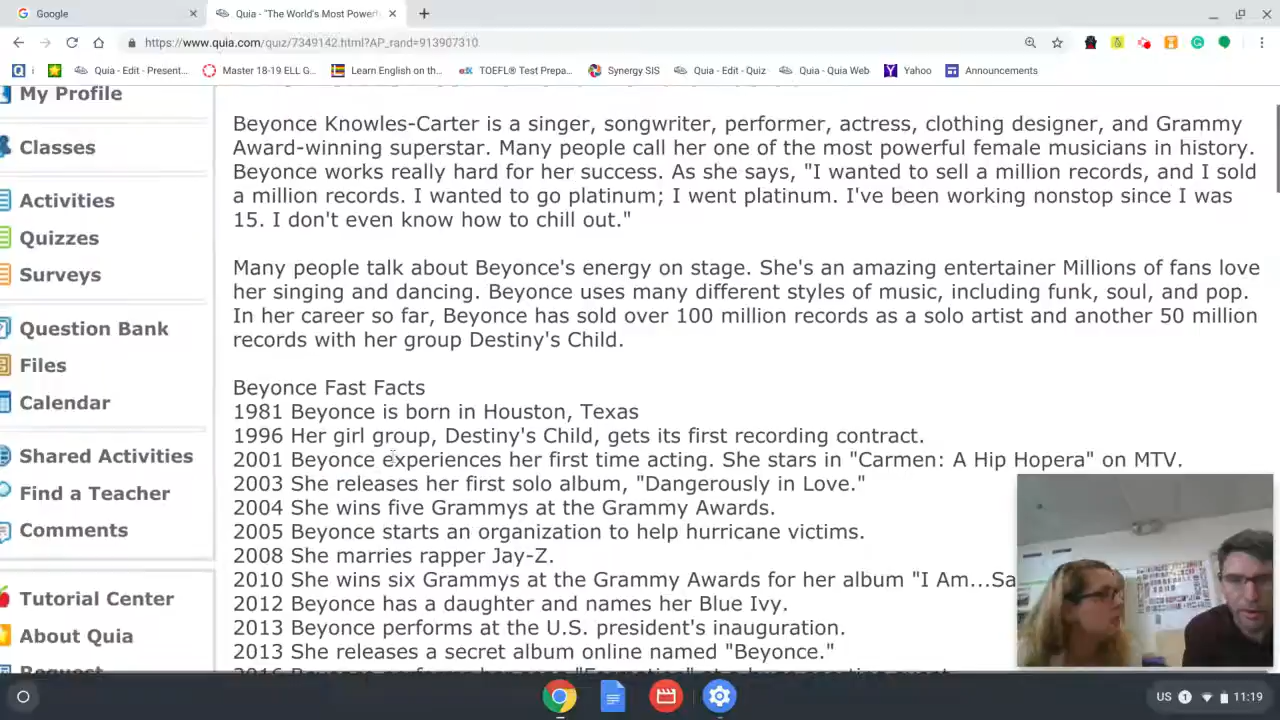 Google
Quia - "The World's Most Powerf
https://www.quia.com/quiz/7349142.html?AP_rand=913907310
i
Quia - Edit - Present...
Master 18-19 ELL G...
Learn English on th...
TOEFL® Test Prepa...
Synergy SIS
Quia - Edit - Quiz
Quia - Quia Web
Yahoo
Announcements
My Profile
Classes
Activities
Quizzes
Surveys
Question Bank
Files
Calendar
Shared Activities
Find a Teacher
Comments
Tutorial Center
About Quia
Request
Beyonce Knowles-Carter is a singer, songwriter, performer, actress, clothing designer, and Grammy
Award-winning superstar. Many people call her one of the most powerful female musicians in history.
Beyonce works really hard for her success. As she says, "I wanted to sell a million records, and I sold
a million records. I wanted to go platinum; I went platinum. I've been working nonstop since I was
15. I don't even know how to chill out."
Many people talk about Beyonce's energy on stage. She's an amazing entertainer Millions of fans love
her singing and dancing. Beyonce uses many different styles of music, including funk, soul, and pop.
In her career so far, Beyonce has sold over 100 million records as a solo artist and another 50 million
records with her group Destiny's Child.
Beyonce Fast Facts
1981 Beyonce is born in Houston, Texas
1996 Her girl group, Destiny's Child, gets its first recording contract.
2001 Beyonce experiences her first time acting. She stars in "Carmen: A Hip Hopera" on MTV.
2003 She releases her first solo album, "Dangerously in Love."
2004 She wins five Grammys at the Grammy Awards.
2005 Beyonce starts an organization to help hurricane victims.
2008 She marries rapper Jay-Z.
2010 She wins six Grammys at the Grammy Awards for her album "I Am...Sa
2012 Beyonce has a daughter and names her Blue Ivy.
2013 Beyonce performs at the U.S. president's inauguration.
2013 She releases a secret album online named "Beyonce."
US 1 11:19